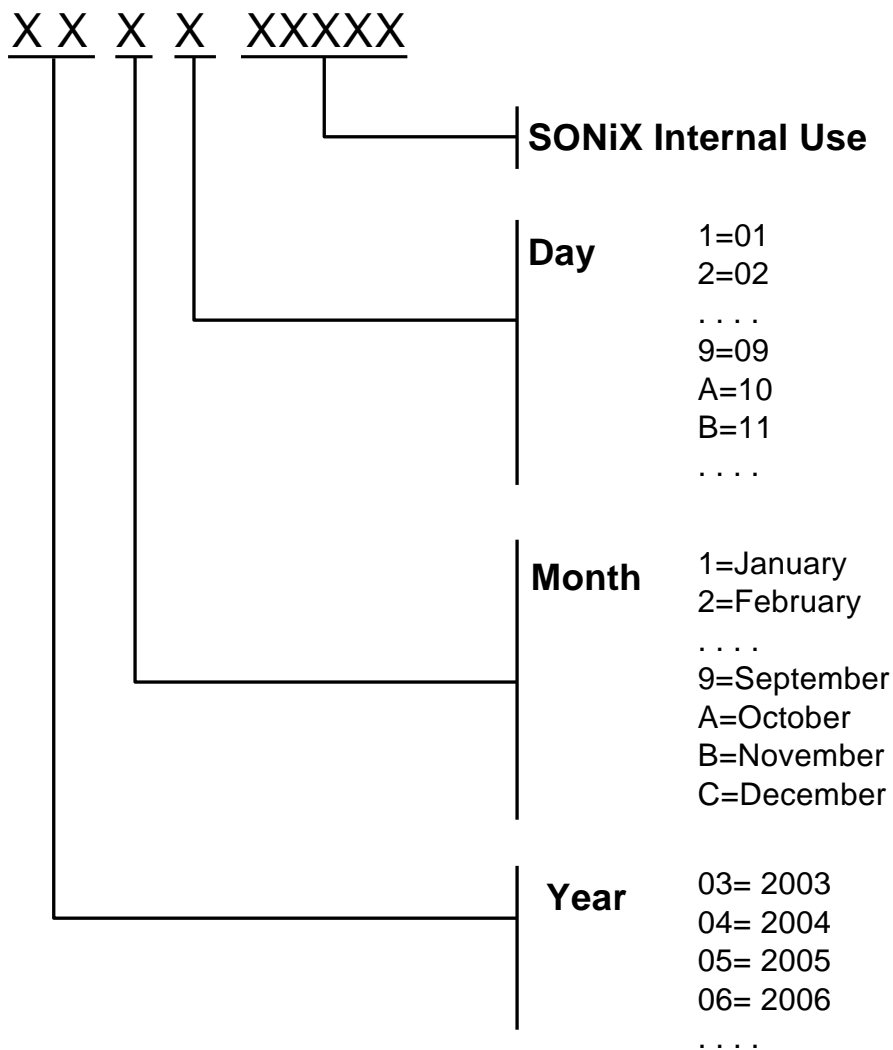 X X X X XXXXX
SONiX Internal Use
Day
1=01
2=02
. . . .
9=09
A=10
B=11
. . . .
Month
1=January
2=February
. . . .
9=September
A=October
B=November
C=December
Year
03= 2003
04= 2004
05= 2005
06= 2006
. . . .